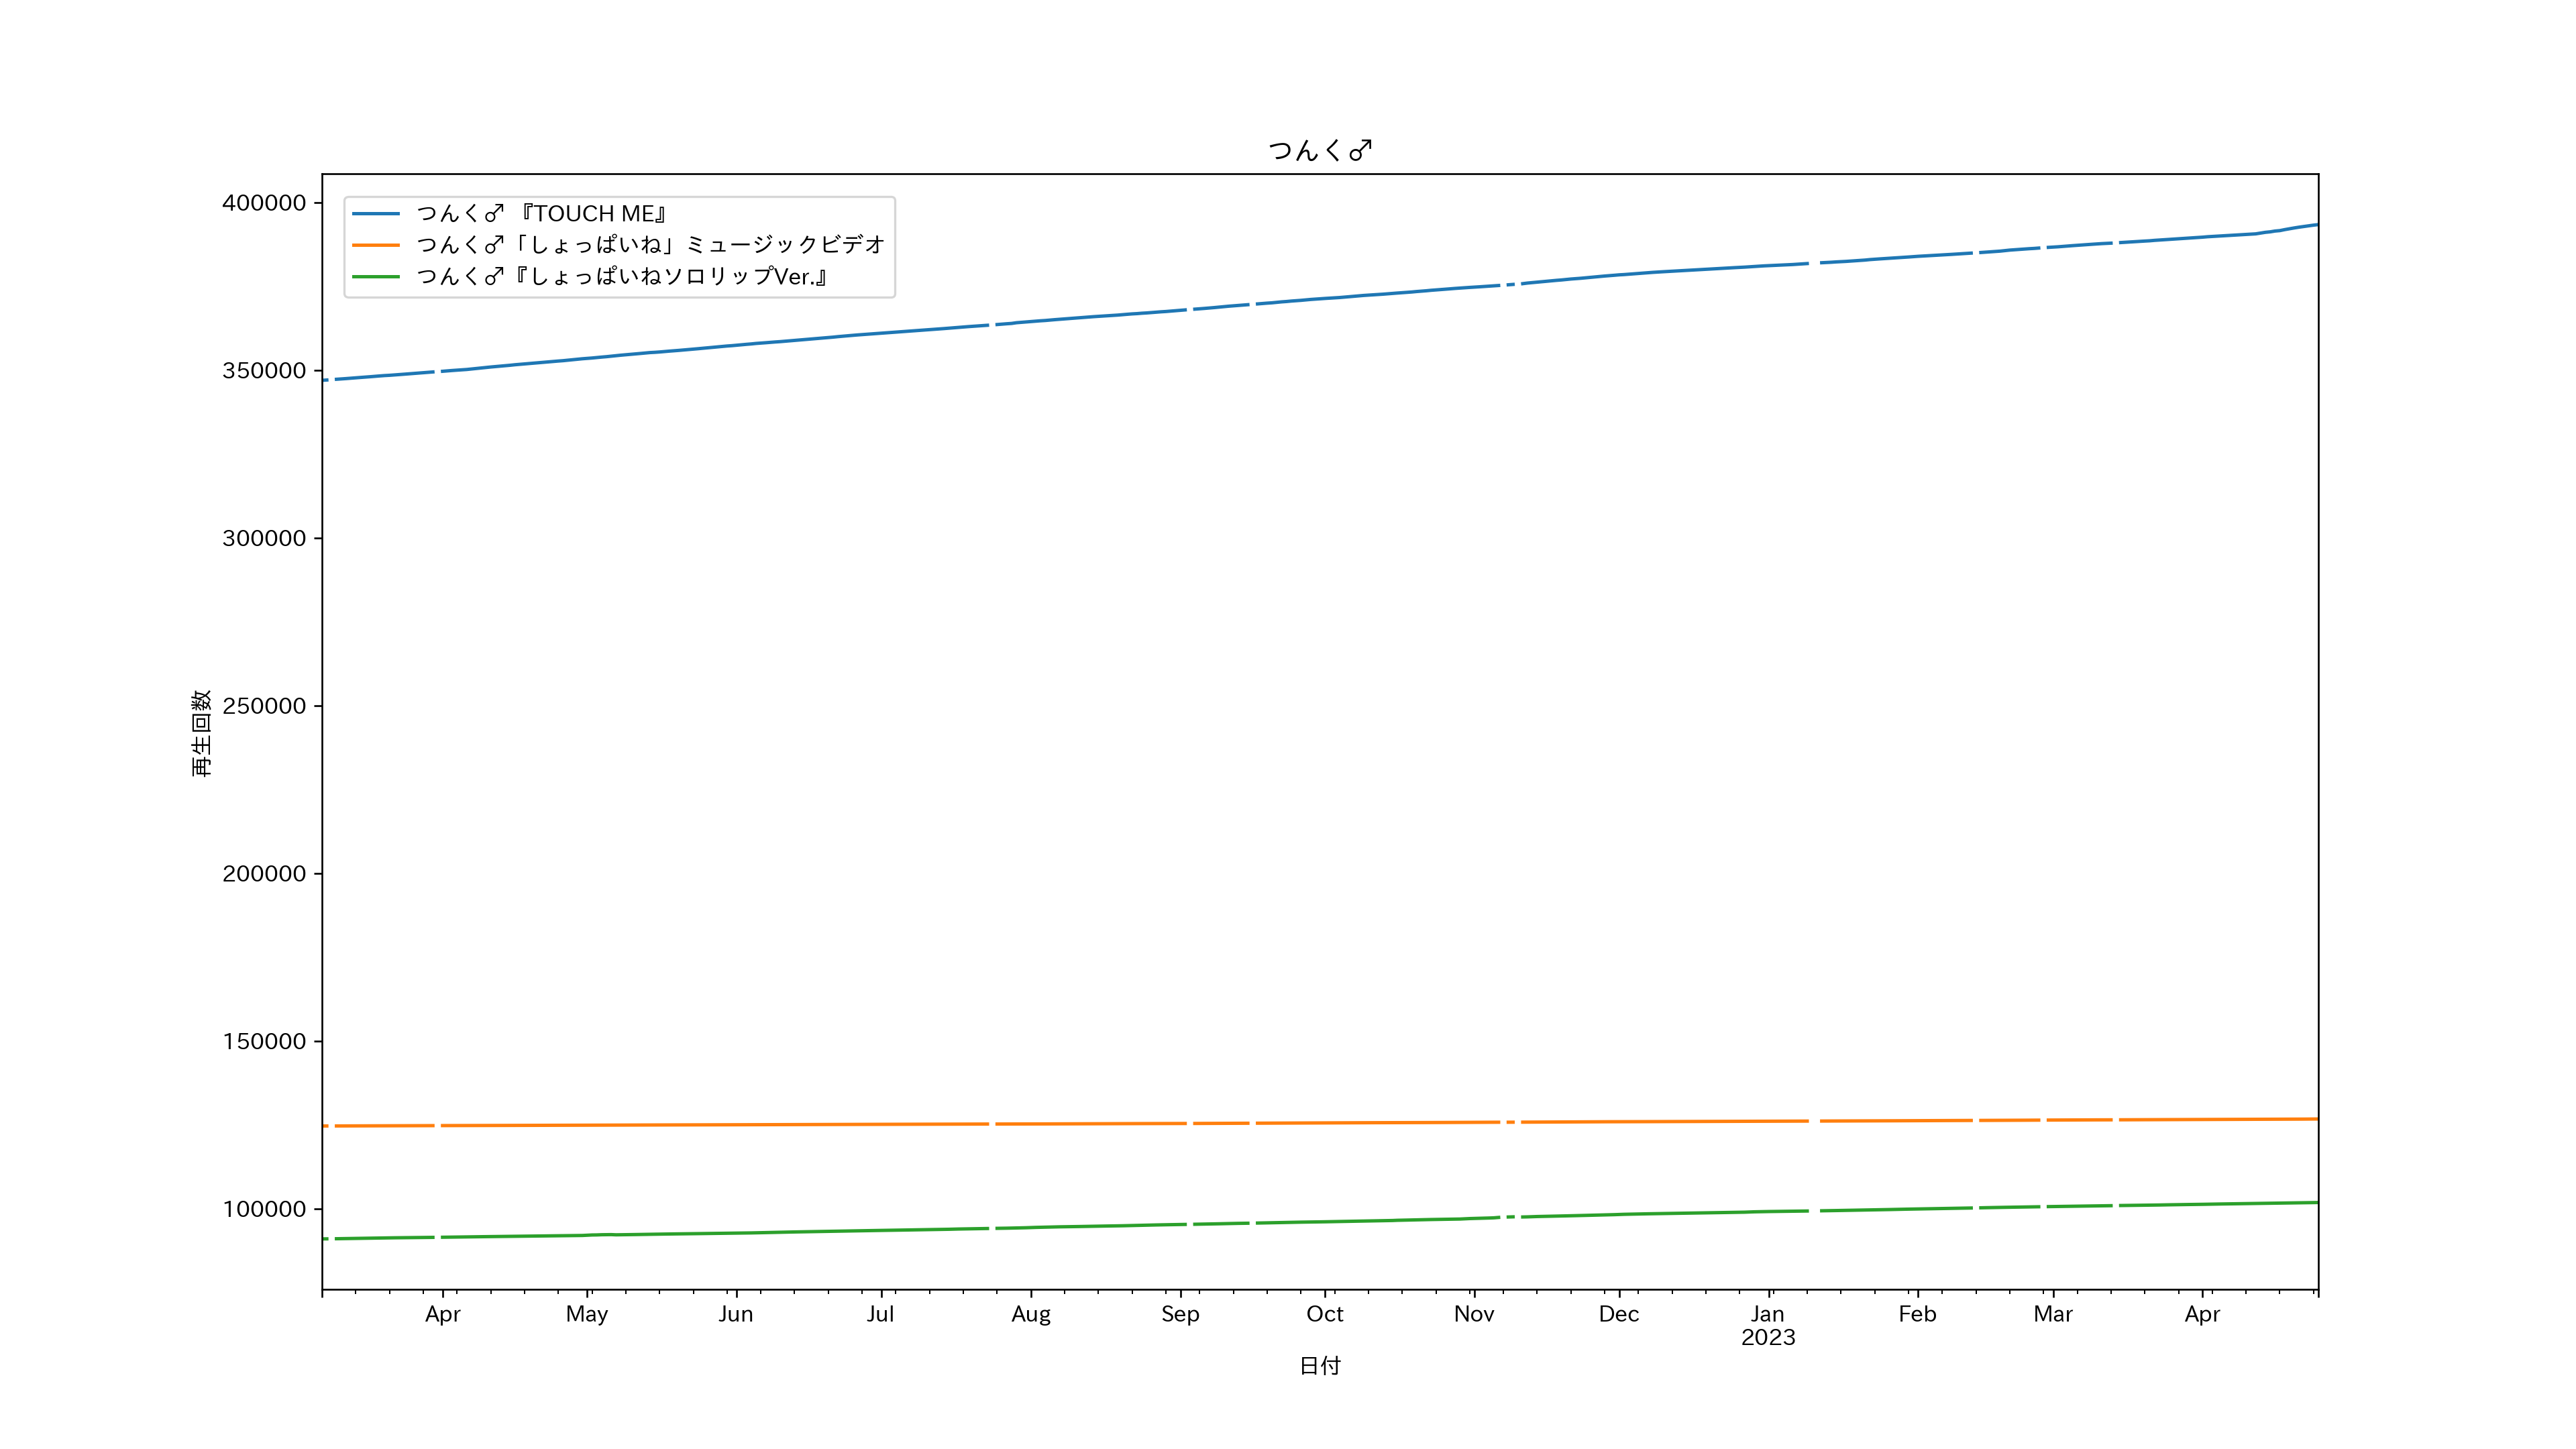 つんく♂
つんく♂ 『TOUCH ME』
つんく♂「しょっぱいね」ミュージックビデオ
つんく♂『しょっぱいねソロリップVer.』
400000
350000
300000
250000
200000
150000
100000
再生回数
Apr May Jun Jul Aug Sep Oct Nov Dec Jan Feb Mar Apr
2023
日付